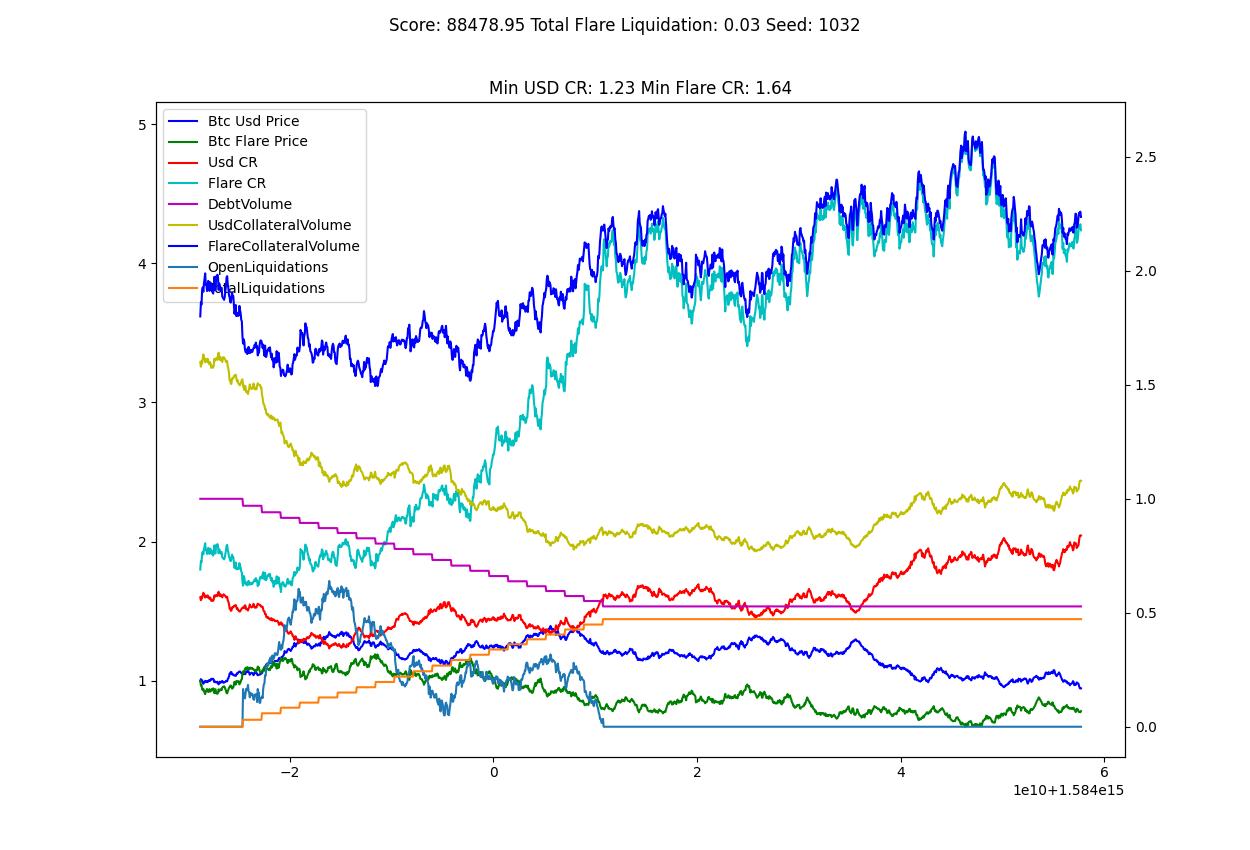 Score: 88478.95 Total Flare Liquidation: 0.03 Seed: 1032
Min USD CR: 1.23 Min Flare CR: 1.64
Btc Usd Price
Btc Flare Price
Usd CR
Flare CR
DebtVolume
UsdCollateralVolume
FlareCollateralVolume
OpenLiquidations
TotalLiquidations
5
4
3
2
1
2.5
2.0
1.5
1.0
0.5
0.0
−2
0
2
4
6
1e10+1.584e15